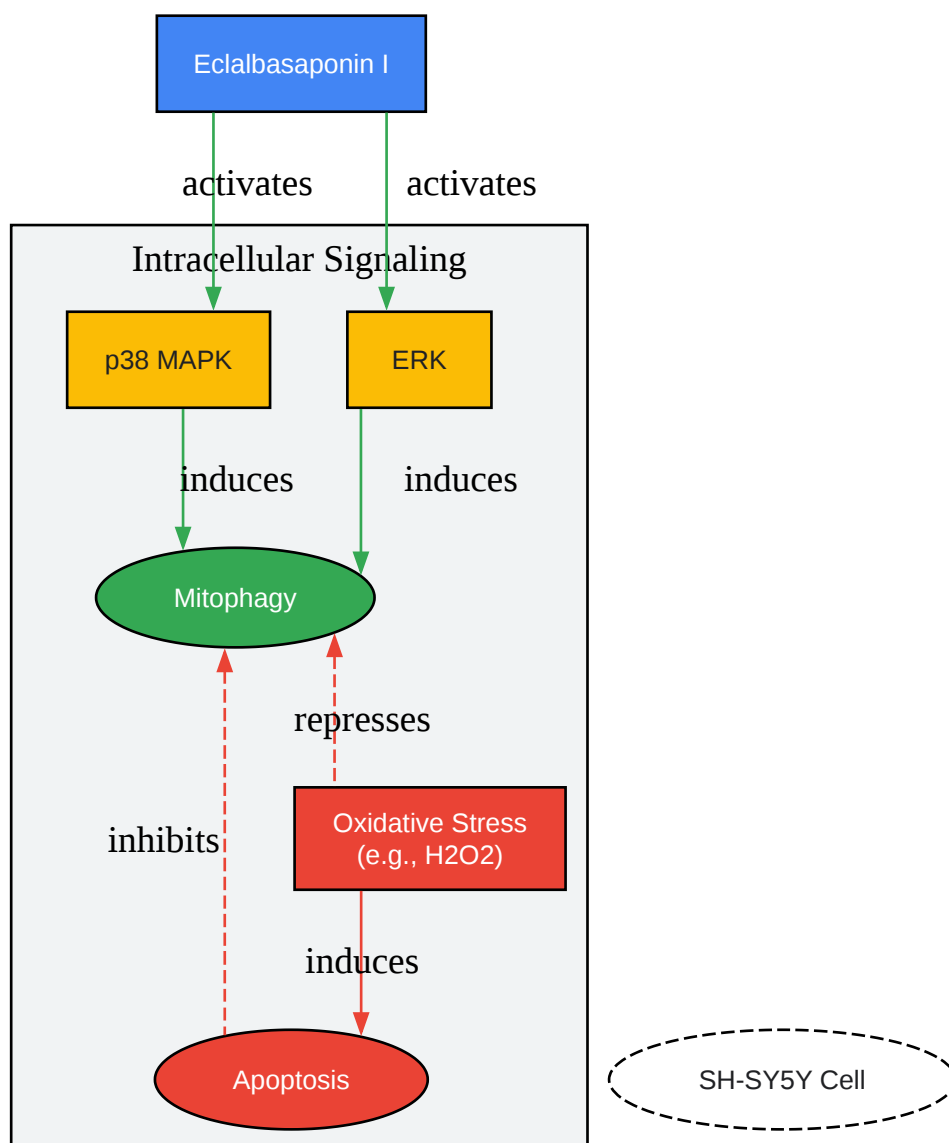 Eclalbasaponin I
activates
activates
Intracellular Signaling
p38 MAPK
ERK
induces
induces
Mitophagy
represses
Oxidative Stress
(e.g., H2O2)
inhibits
induces
Apoptosis
SH-SY5Y Cell